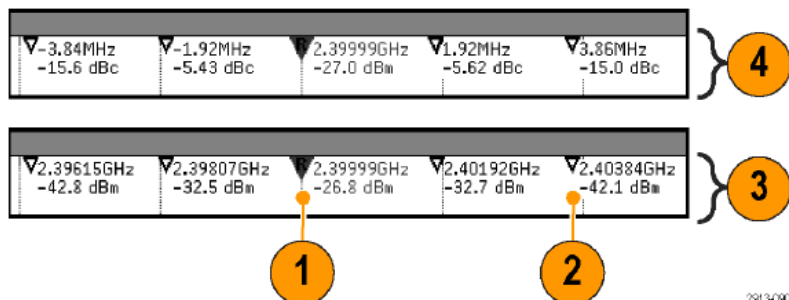 -3.84MHz -1.92MHz R 2.39999GHz 1.92MHz 3.86MHz
-15.6 dBc -5.43 dBc -27.0 dBm -5.62 dBc -15.0 dBc
4
2.39615GHz 2.39807GHz R 2.39999GHz 2.40192GHz 2.40384GHz
-42.8 dBm -32.5 dBm -26.8 dBm -32.7 dBm -42.1 dBm
3
1 2